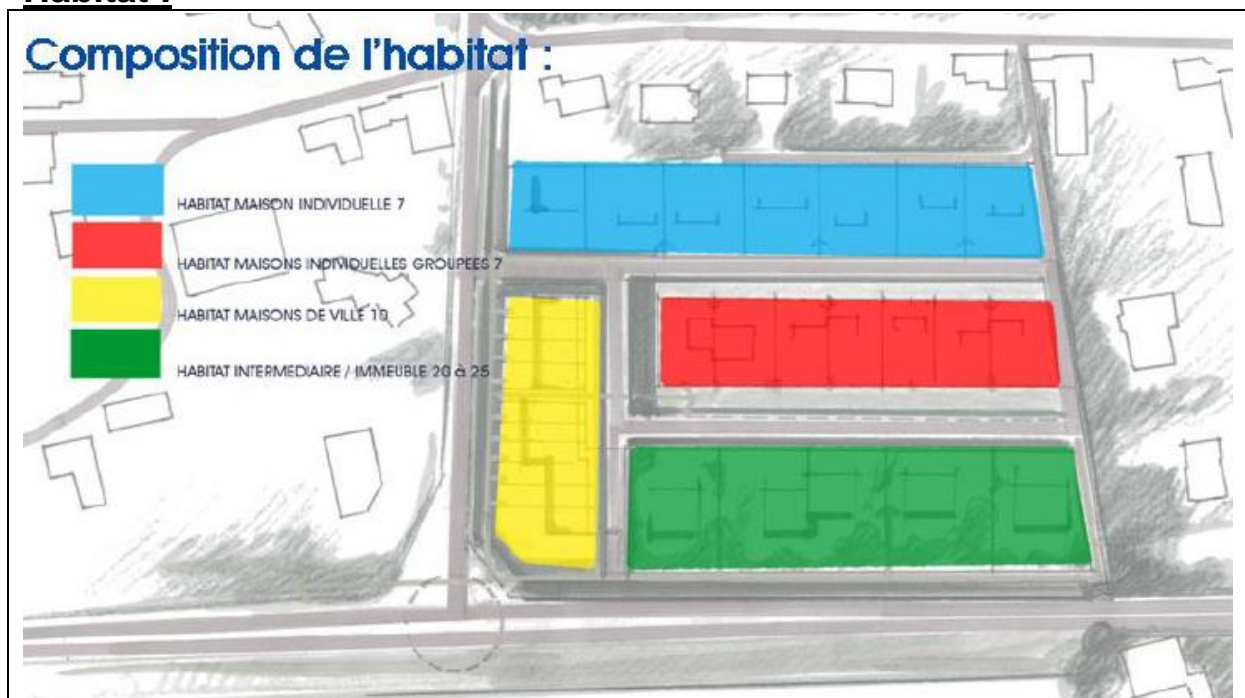 Habitat :
Composition de l'habitat :
HABITAT MAISON INDIVIDUELLE 7
HABITAT MAISONS INDIVIDUELLES GROUPEES 7
HABITAT MAISONS DE VILLE 10
HABITAT INTERMEDIAIRE / IMMEUBLE 20 à 25